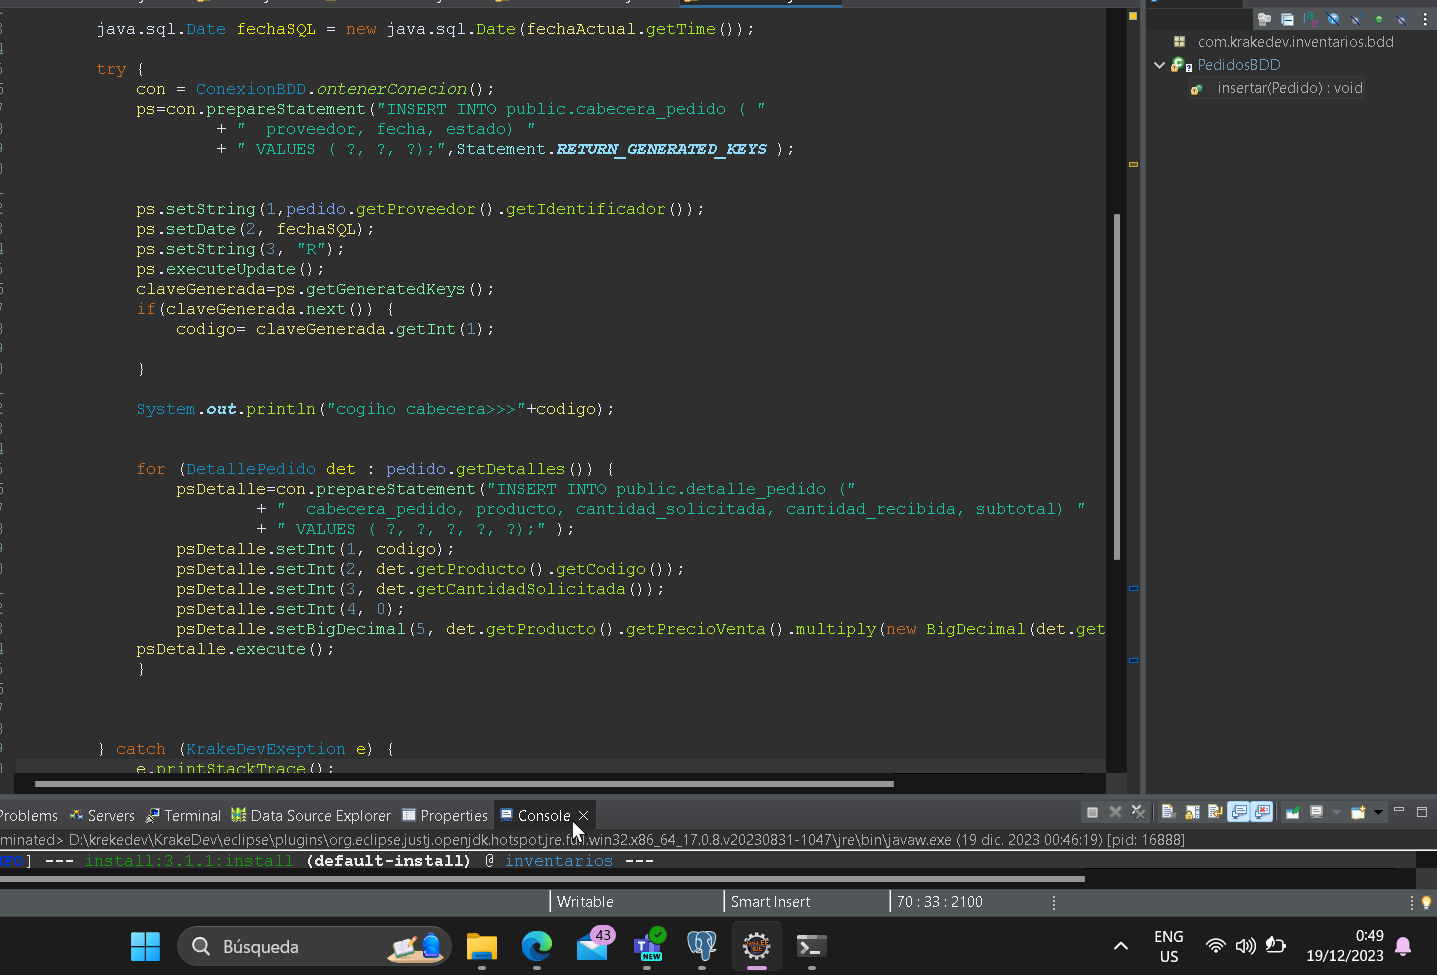 java.sql.Date fechaSQL = new java.sql.Date(fechaActual.getTime());
try {
con = ConexionBDD.ontenerConecion();
ps=con.prepareStatement("INSERT INTO public.cabecera_pedido ( "
+ "  proveedor, fecha, estado) "
+ " VALUES ( ?, ?, ?);",Statement.RETURN_GENERATED_KEYS );
ps.setString(1,pedido.getProveedor().getIdentificador());
ps.setDate(2, fechaSQL);
ps.setString(3, "R");
ps.executeUpdate();
claveGenerada=ps.getGeneratedKeys();
if(claveGenerada.next()) {
codigo= claveGenerada.getInt(1);
}
System.out.println("cogiho cabecera>>>"+codigo);
for (DetallePedido det : pedido.getDetalles()) {
psDetalle=con.prepareStatement("INSERT INTO public.detalle_pedido ("
+ "  cabecera_pedido, producto, cantidad_solicitada, cantidad_recibida, subtotal) "
+ " VALUES ( ?, ?, ?, ?, ?);" );
psDetalle.setInt(1, codigo);
psDetalle.setInt(2, det.getProducto().getCodigo());
psDetalle.setInt(3, det.getCantidadSolicitada());
psDetalle.setInt(4, 0);
psDetalle.setBigDecimal(5, det.getProducto().getPrecioVenta().multiply(new BigDecimal(det.get
psDetalle.execute();
}
} catch (KrakeDevExeption e) {
e.printStackTrace();
com.krakedev.inventarios.bdd
PedidosBDD
insertar(Pedido) : void
Problems Servers Terminal Data Source Explorer Properties Console
minated> D:\krekedev\KrakeDev\eclipse\plugins\org.eclipse.justj.openjdk.hotspot.jre.full.win32.x86_64_17.0.8.v20230831-1047\jre\bin\javaw.exe (19 dic. 2023 00:46:19) [pid: 16888]
] --- install:3.1.1:install (default-install) @ inventarios ---
Writable Smart Insert 70 : 33 : 2100
Búsqueda 43 NEW ENG US 0:49 19/12/2023